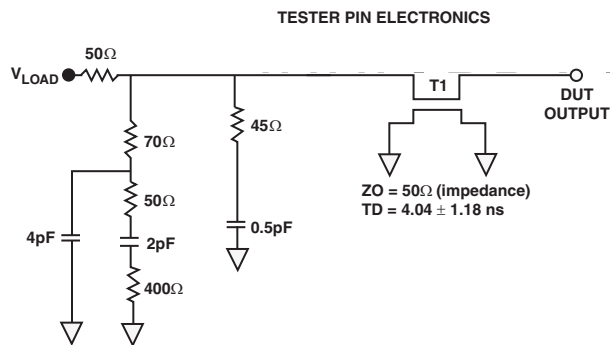 TESTER PIN ELECTRONICS
50Ω
VLOAD
T1
DUT
OUTPUT
70Ω
45Ω
50Ω
4pF
2pF
0.5pF
400Ω
ZO = 50Ω (impedance)
TD = 4.04 ± 1.18 ns